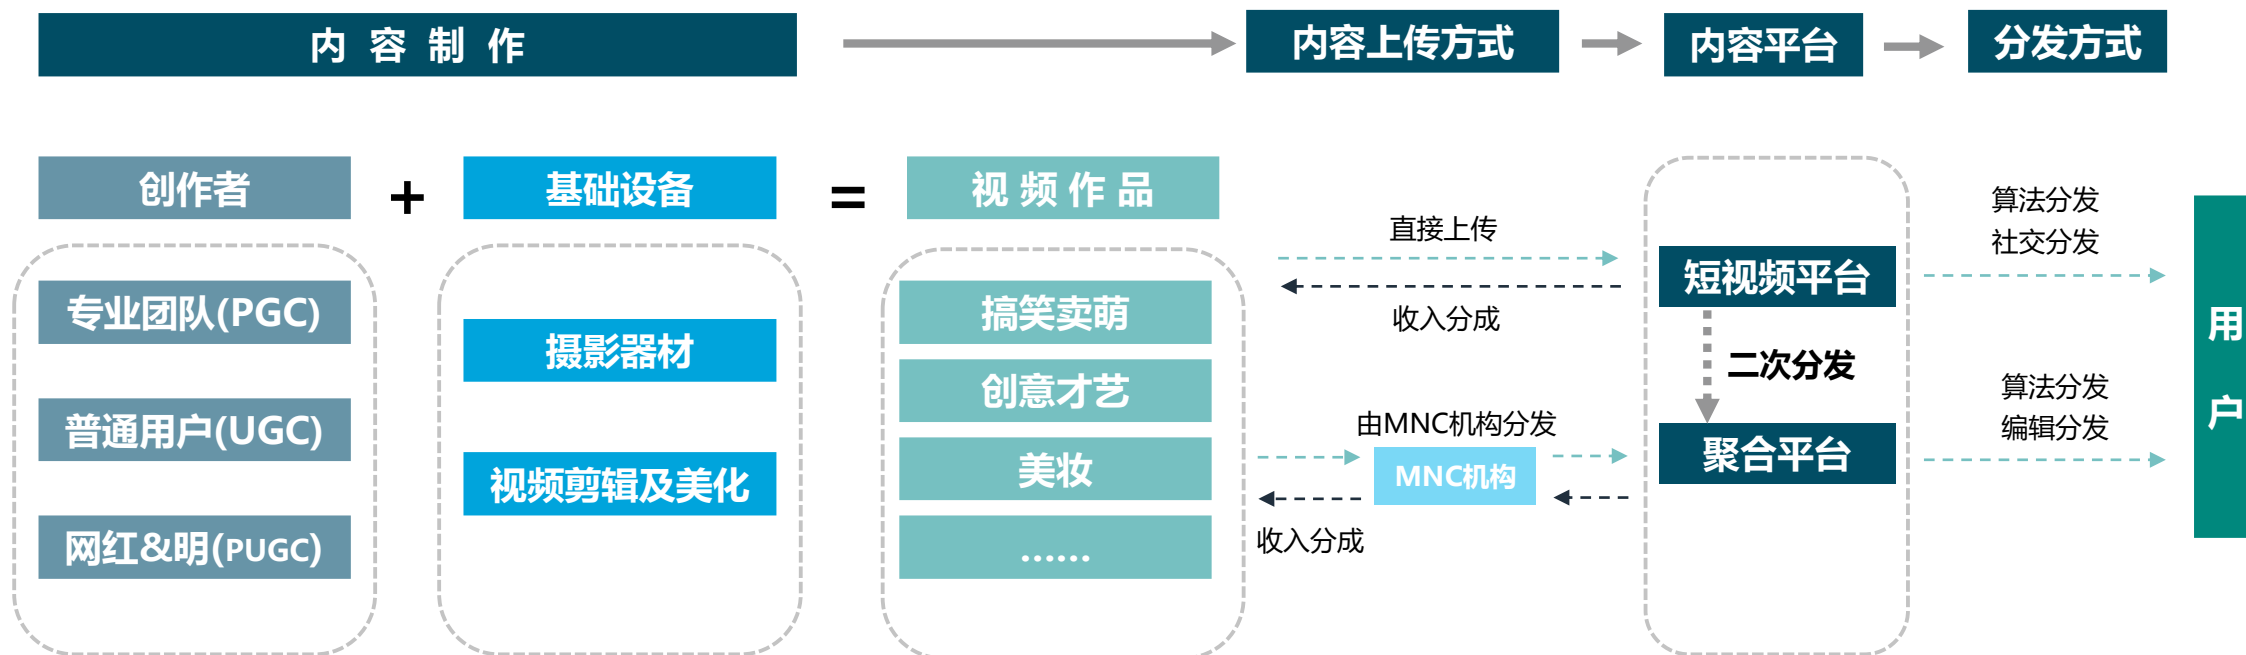 内 容 制 作
内容上传方式
内容平台
分发方式
创作者
+
基础设备
=
视 频 作 品
专业团队(PGC)
普通用户(UGC)
网红&明(PUGC)
摄影器材
视频剪辑及美化
搞笑卖萌
创意才艺
美妆
……
直接上传
收入分成
由MNC机构分发
MNC机构
收入分成
短视频平台
二次分发
聚合平台
算法分发
社交分发
算法分发
编辑分发
用
户